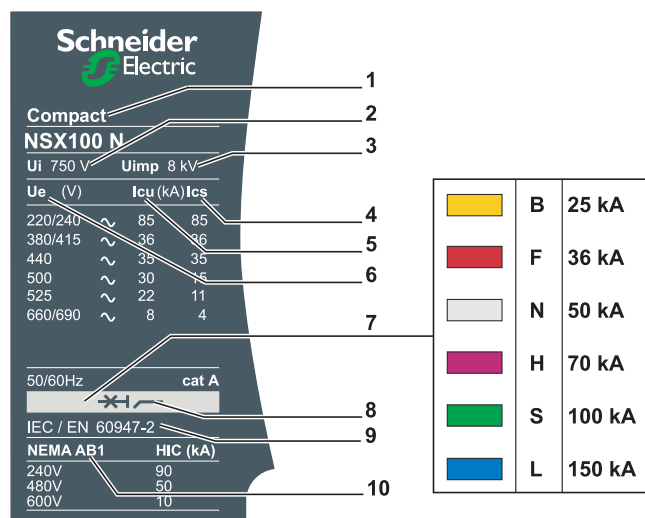 Schneider
Electric
Compact
NSX100 N
Ui 750 V Uimp 8 kV
Ue (V) Icu (kA) Ics
220/240 ∿ 85 85
380/415 ∿ 36 36
440 ∿ 35 35
500 ∿ 30 15
525 ∿ 22 11
660/690 ∿ 8 4
50/60Hz cat A
IEC / EN 60947-2
NEMA AB1 HIC (kA)
240V 90
480V 50
600V 10
1
2
3
4
5
6
7
8
9
10
B 25 kA
F 36 kA
N 50 kA
H 70 kA
S 100 kA
L 150 kA